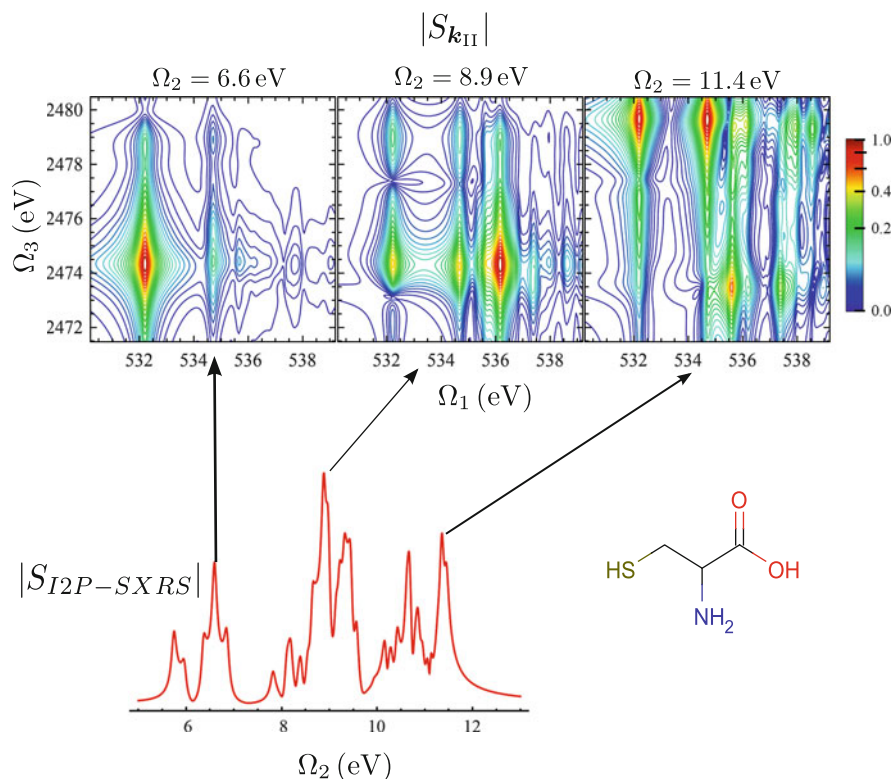 |S_{k_{II}}|
Ω₂ = 6.6 eV Ω₂ = 8.9 eV Ω₂ = 11.4 eV
2480
2478
2476
2474
2472
Ω₃ (eV)
532 534 536 538 532 534 536 538 532 534 536 538
Ω₁ (eV)
1.0
0.4
0.2
0.0
|S_{I2P−SXRS}|
6 8 10 12
Ω₂ (eV)
O
HS
OH
NH₂